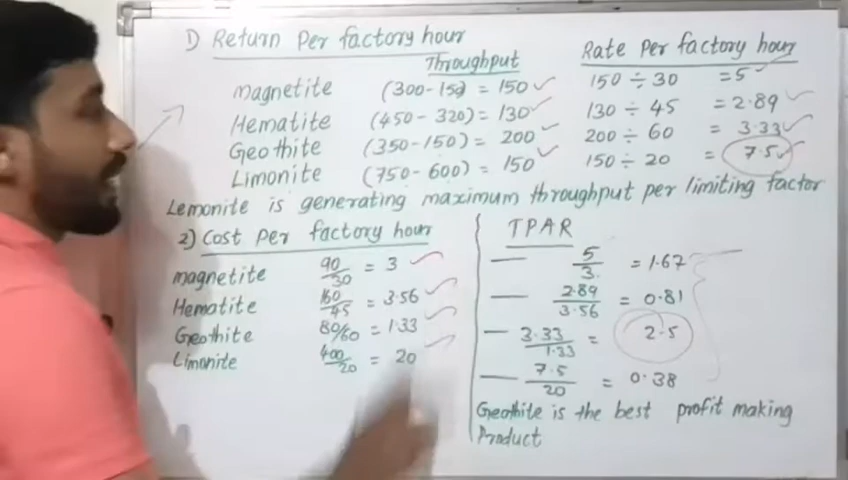 1) Return Per factory hour
Throughput
Rate Per factory hour
magnetite (300-150) = 150 150 ÷ 30 = 5
Hematite (450-320) = 130 130 ÷ 45 = 2.89
Geothite (350-150) = 200 200 ÷ 60 = 3.33
Limonite (750-600) = 150 150 ÷ 20 = 7.5
Lemonite is generating maximum throughput per limiting factor
2) Cost per factory hour
magnetite 90/30 = 3
Hematite 160/45 = 3.56
Geothite 80/60 = 1.33
Limonite 400/20 = 20
TPAR
5/3 = 1.67
2.89/3.56 = 0.81
3.33/1.33 = 2.5
7.5/20 = 0.38
Geothite is the best profit making
Product